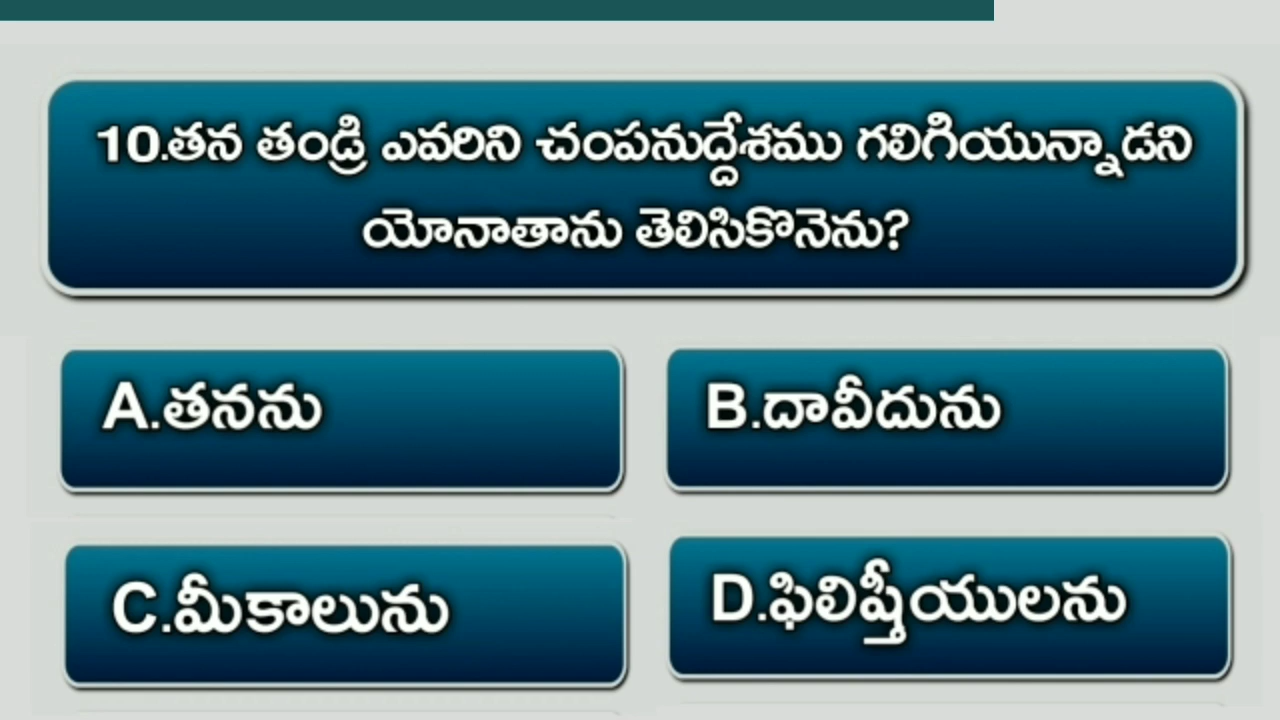 10.తన తండ్రి ఎవరిని చంపనుద్దేశము గలిగియున్నాడని
యోనాతాను తెలిసికొనెను?
A.తనను
B.దావీదును
C.మీకాలును
D.ఫిలిష్తీయులను